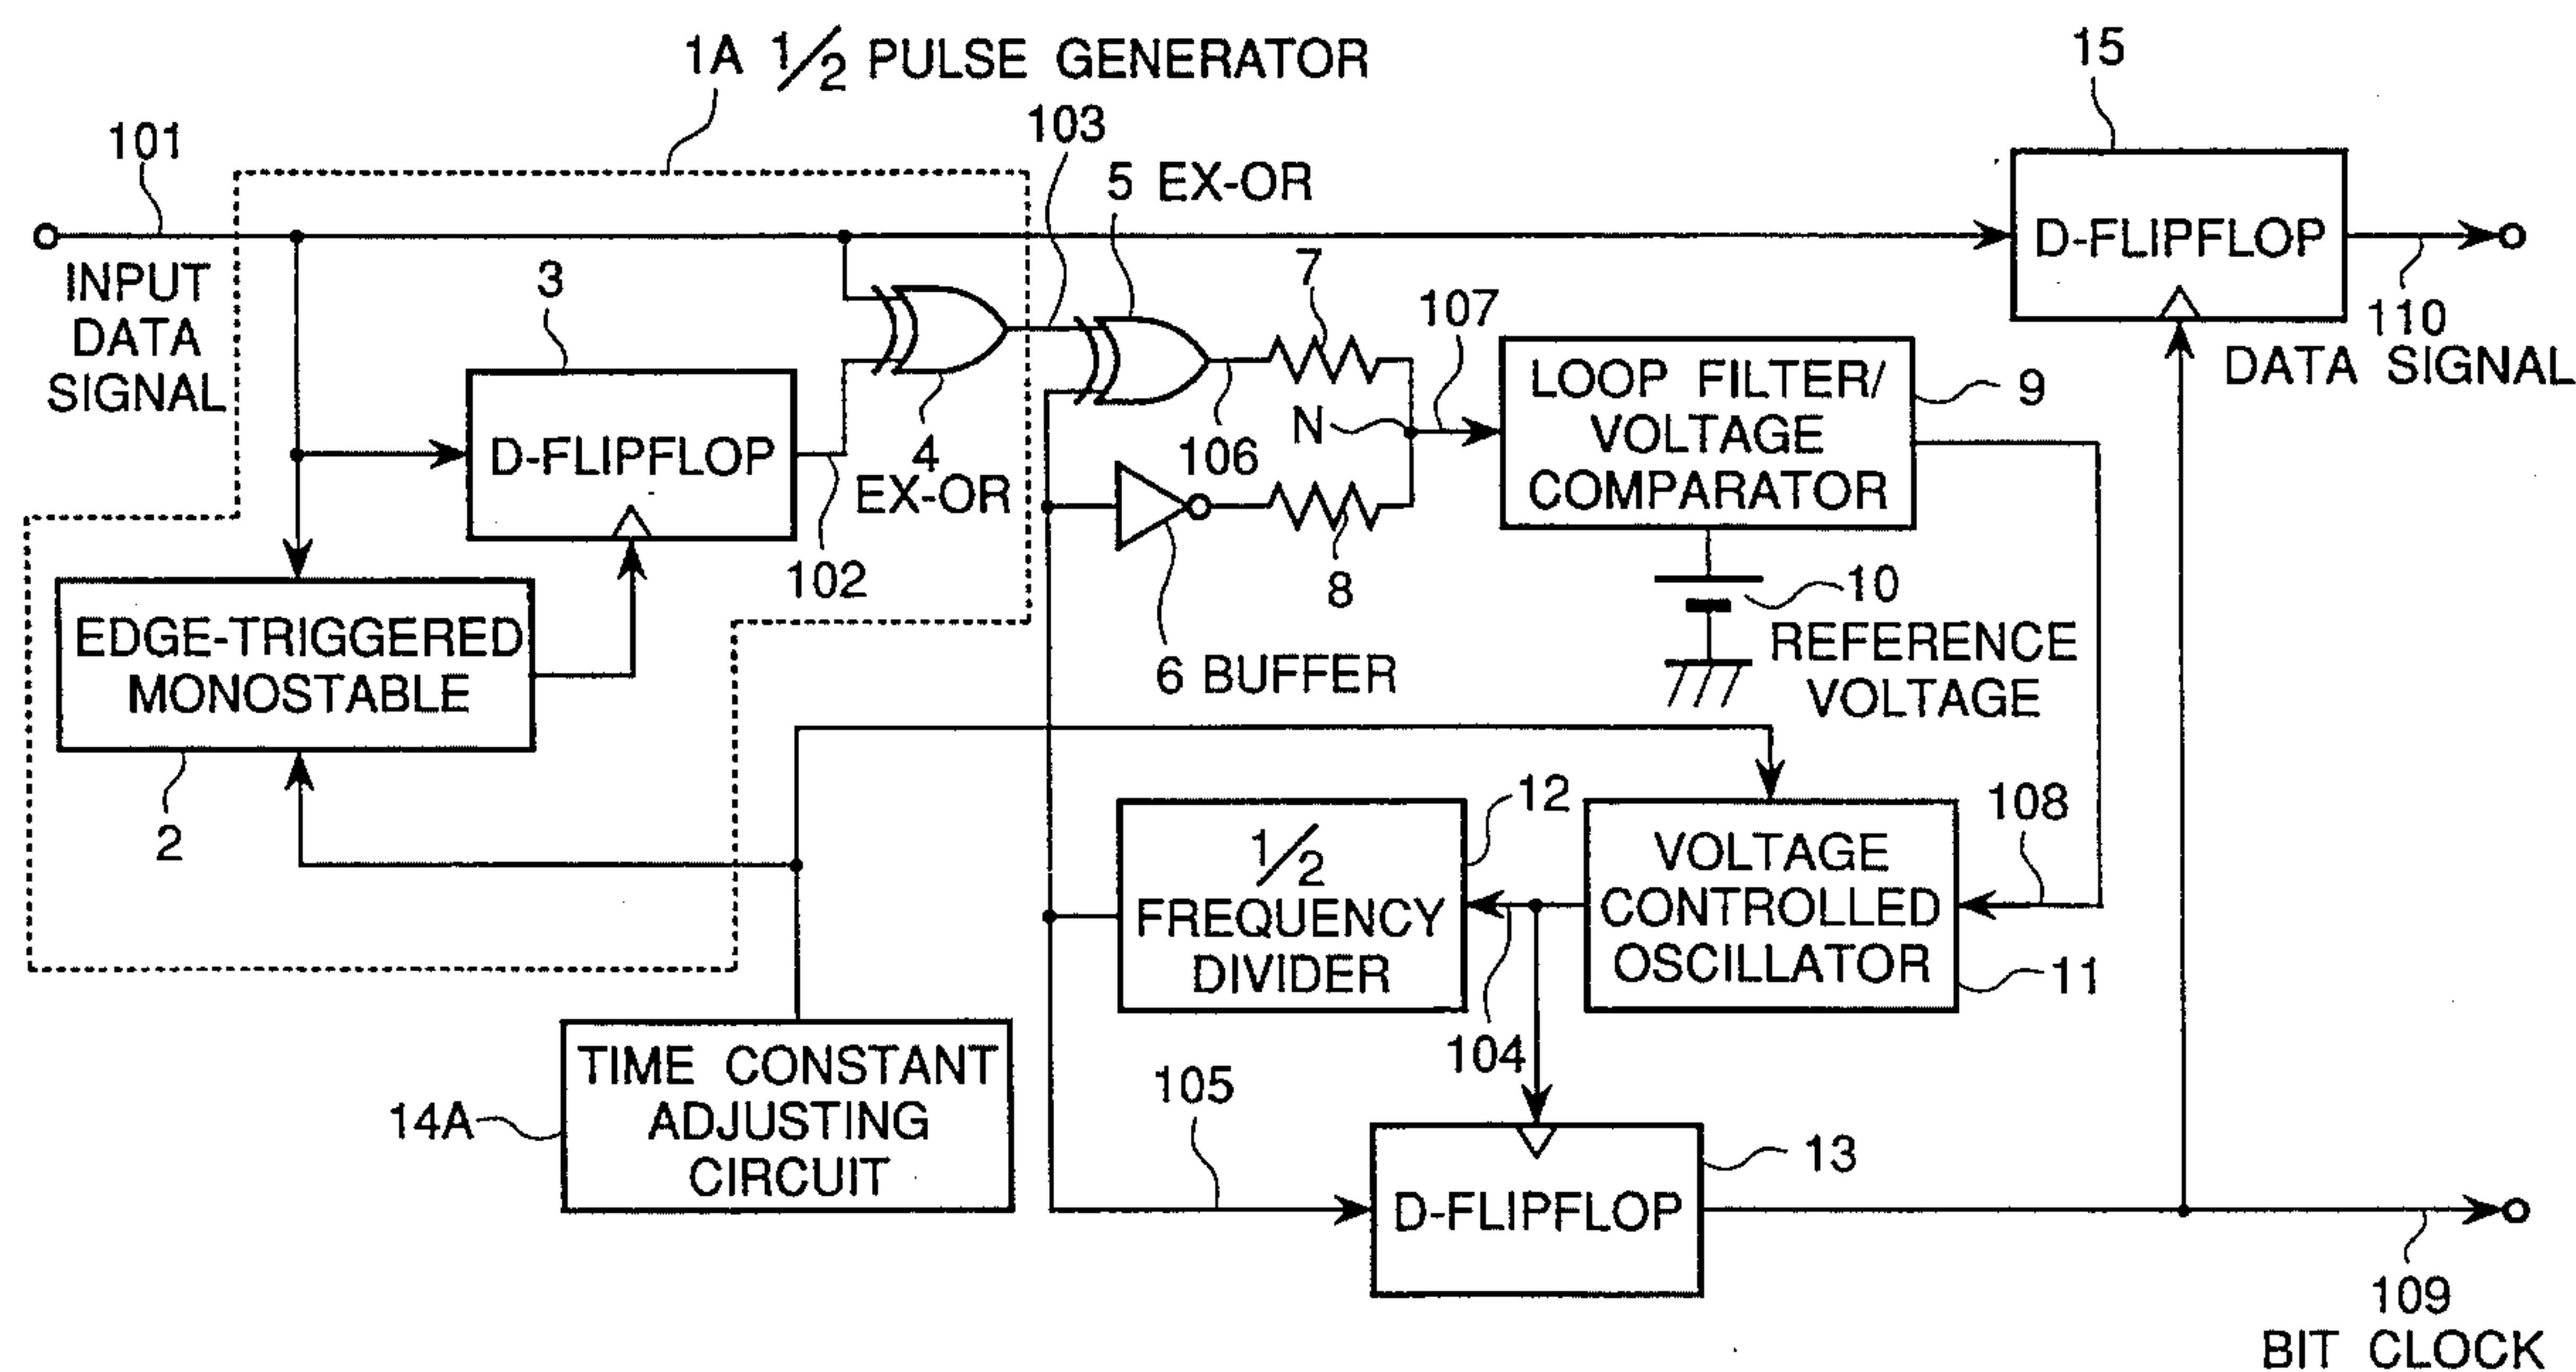 1A 1/2 PULSE GENERATOR
15
101
103
5 EX-OR
INPUT
DATA
SIGNAL
3
D-FLIPFLOP
102
4
EX-OR
7
107
106
N
LOOP FILTER/
VOLTAGE
COMPARATOR
9
D-FLIPFLOP
110
DATA SIGNAL
EDGE-TRIGGERED
MONOSTABLE
2
6 BUFFER
8
10
REFERENCE
VOLTAGE
12
1/2
FREQUENCY
DIVIDER
104
VOLTAGE
CONTROLLED
OSCILLATOR
11
108
14A
TIME CONSTANT
ADJUSTING
CIRCUIT
105
D-FLIPFLOP
13
109
BIT CLOCK